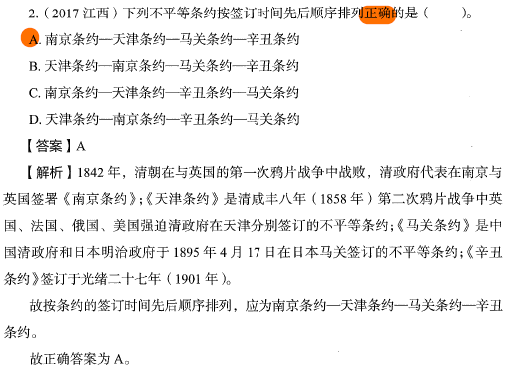 2.（2017 江西）下列不平等条约按签订时间先后顺序排列正确的是（　　）。
A. 南京条约—天津条约—马关条约—辛丑条约
B. 天津条约—南京条约—马关条约—辛丑条约
C. 南京条约—天津条约—辛丑条约—马关条约
D. 天津条约—南京条约—辛丑条约—马关条约
【答案】A
【解析】1842 年，清朝在与英国的第一次鸦片战争中战败，清政府代表在南京与
英国签署《南京条约》；《天津条约》是清咸丰八年（1858 年）第二次鸦片战争中英
国、法国、俄国、美国强迫清政府在天津分别签订的不平等条约；《马关条约》是中
国清政府和日本明治政府于 1895 年 4 月 17 日在日本马关签订的不平等条约；《辛丑
条约》签订于光绪二十七年（1901 年）。
故按条约的签订时间先后顺序排列，应为南京条约—天津条约—马关条约—辛丑
条约。
故正确答案为 A。